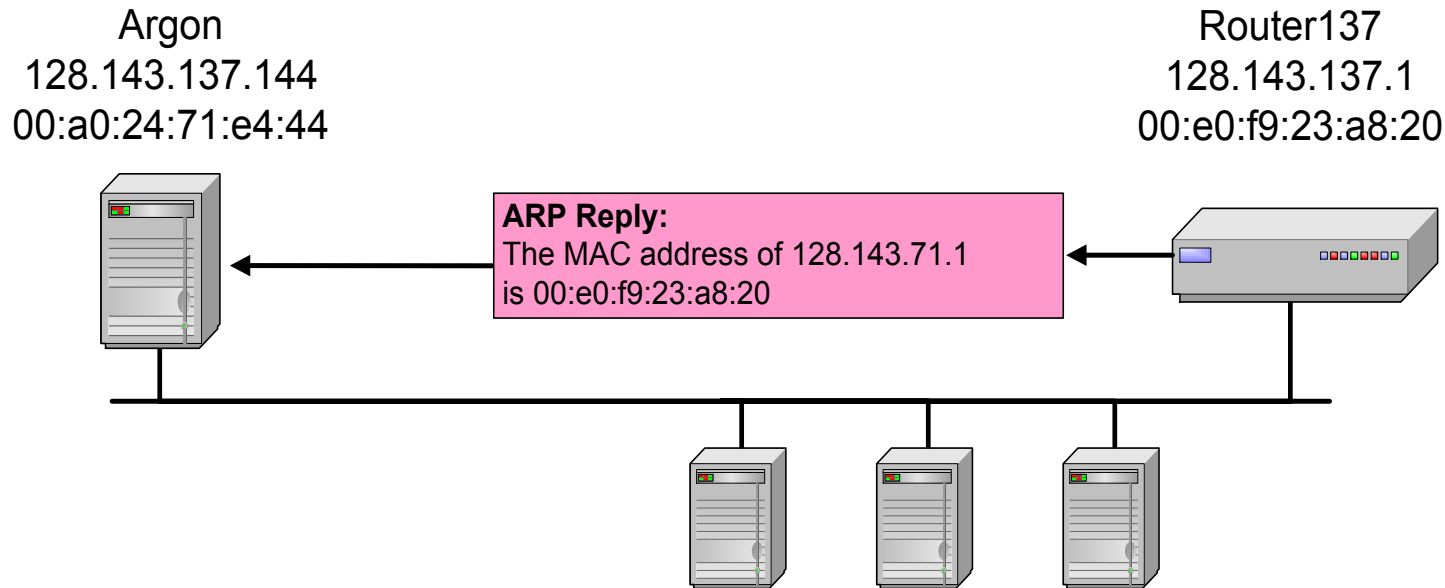 Argon
128.143.137.144
00:a0:24:71:e4:44
Router137
128.143.137.1
00:e0:f9:23:a8:20
ARP Reply:
The MAC address of 128.143.71.1
is 00:e0:f9:23:a8:20